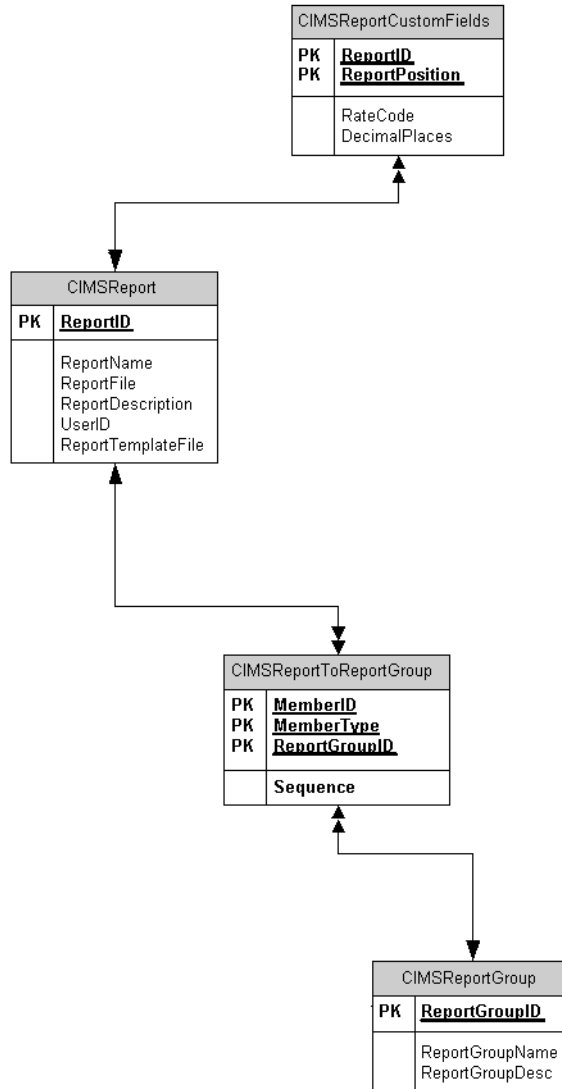 CIMSReportCustomFields
PK ReportID
PK ReportPosition
RateCode
DecimalPlaces
CIMSReport
PK ReportID
ReportName
ReportFile
ReportDescription
UserID
ReportTemplateFile
CIMSReportToReportGroup
PK MemberID
PK MemberType
PK ReportGroupID
Sequence
CIMSReportGroup
PK ReportGroupID
ReportGroupName
ReportGroupDesc